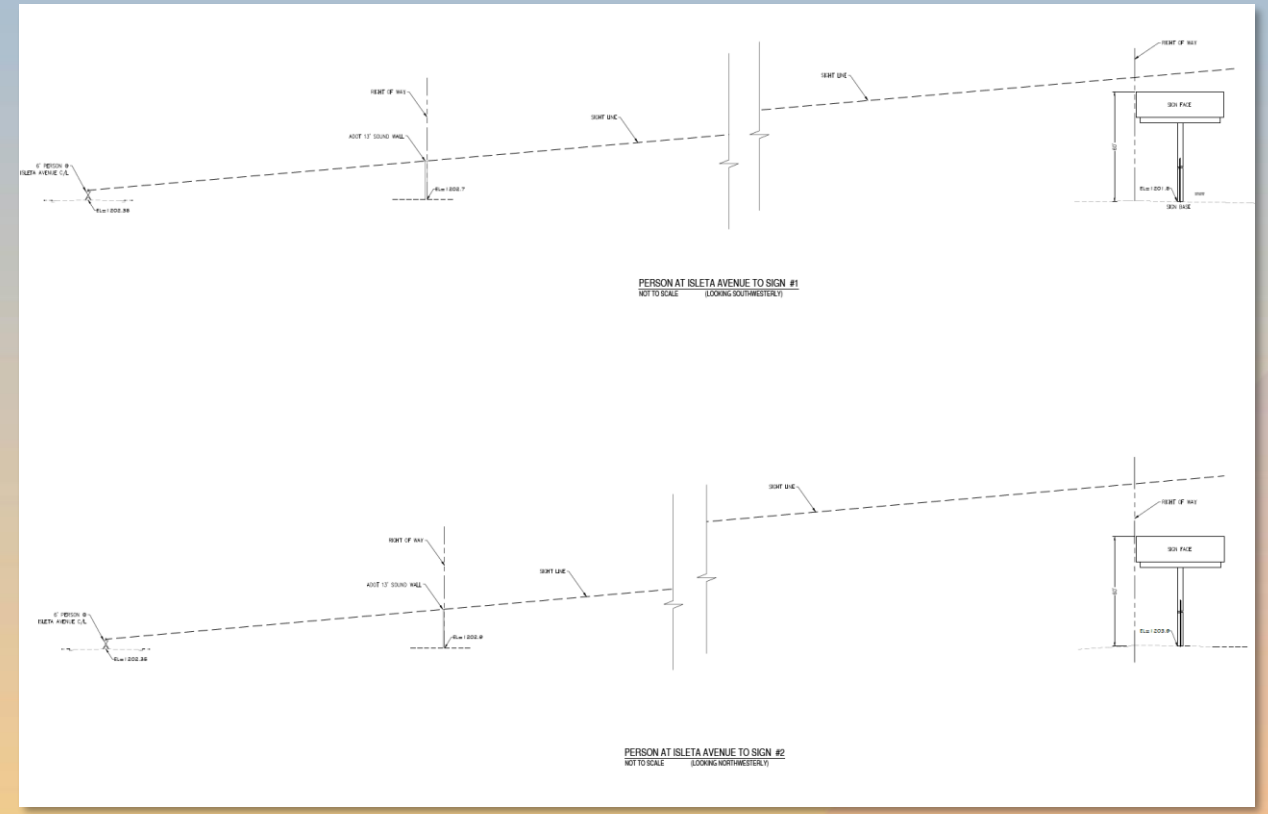 RIGHT OF WAY
SIGHT LINE
RIGHT OF WAY
SIGN FACE
SIGHT LINE
ADOT 13' SOUND WALL
6' PERSON @
ISLETA AVENUE C/L
SIGN BASE
PERSON AT ISLETA AVENUE TO SIGN #1
NOT TO SCALE (LOOKING SOUTHWESTERLY)
SIGHT LINE
RIGHT OF WAY
RIGHT OF WAY
SIGN FACE
SIGHT LINE
ADOT 13' SOUND WALL
6' PERSON @
ISLETA AVENUE C/L
PERSON AT ISLETA AVENUE TO SIGN #2
NOT TO SCALE (LOOKING NORTHWESTERLY)